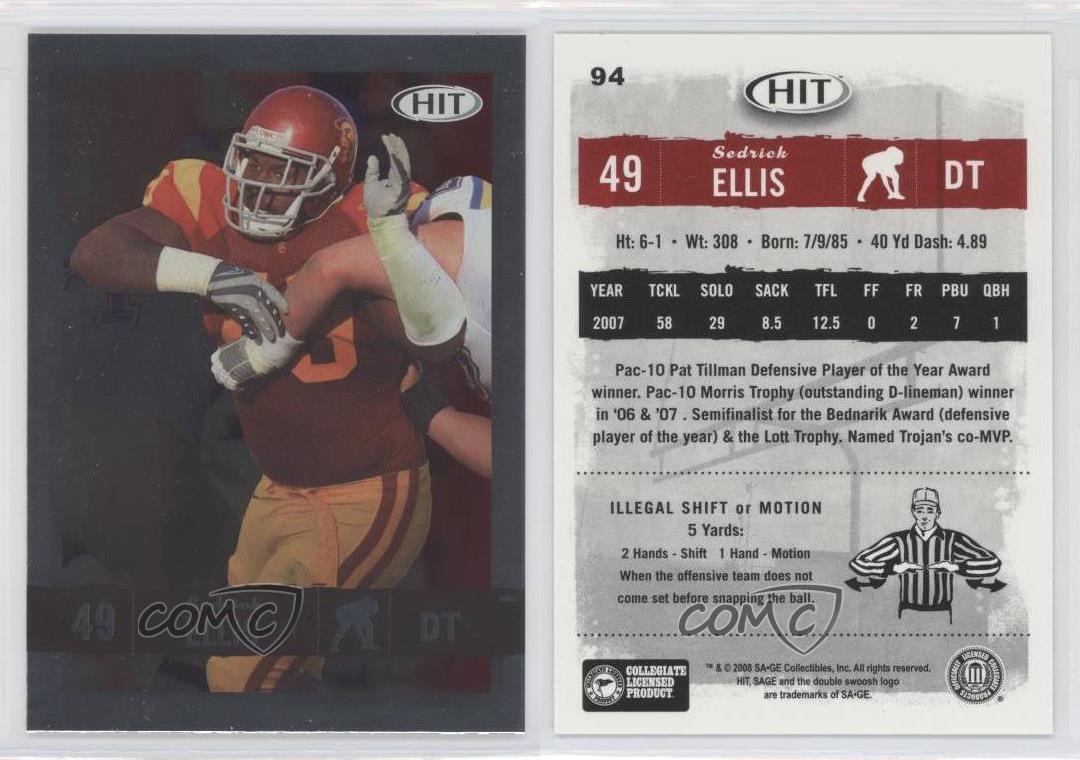 HIT
49 Sedrick ELLIS DT
COMC
94
HIT
49 Sedrick ELLIS DT
Ht: 6-1 • Wt: 308 • Born: 7/9/85 • 40 Yd Dash: 4.89
YEAR TCKL SOLO SACK TFL FF FR PBU QBH
2007 58 29 8.5 12.5 0 2 7 1
Pac-10 Pat Tillman Defensive Player of the Year Award
winner. Pac-10 Morris Trophy (outstanding D-lineman) winner
in ‘06 & ’07 . Semifinalist for the Bednarik Award (defensive
player of the year) & the Lott Trophy. Named Trojan's co-MVP.
ILLEGAL SHIFT or MOTION
5 Yards:
2 Hands - Shift 1 Hand - Motion
When the offensive team does not
come set before snapping the ball.
COMC
COLLEGIATE
LICENSED
PRODUCT
™ & © 2008 SA•GE Collectibles, Inc. All rights reserved.
HIT, SAGE and the double swoosh logo
are trademarks of SA•GE.